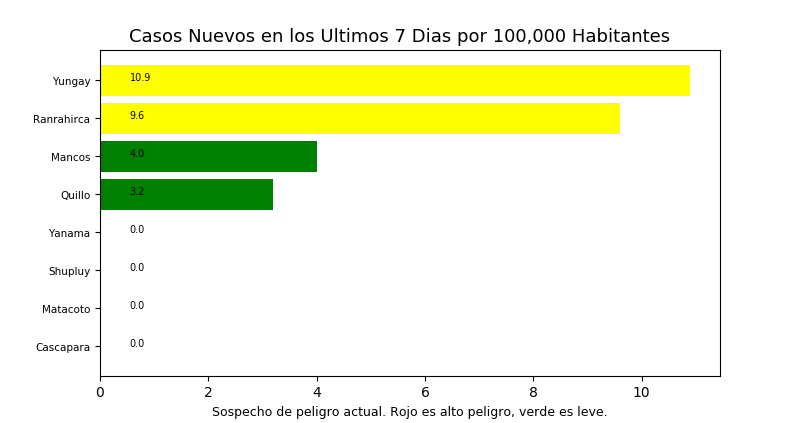 Casos Nuevos en los Ultimos 7 Dias por 100,000 Habitantes
Yungay 10.9
Ranrahirca 9.6
Mancos 4.0
Quillo 3.2
Yanama 0.0
Shupluy 0.0
Matacoto 0.0
Cascapara 0.0
0 2 4 6 8 10
Sospecho de peligro actual. Rojo es alto peligro, verde es leve.